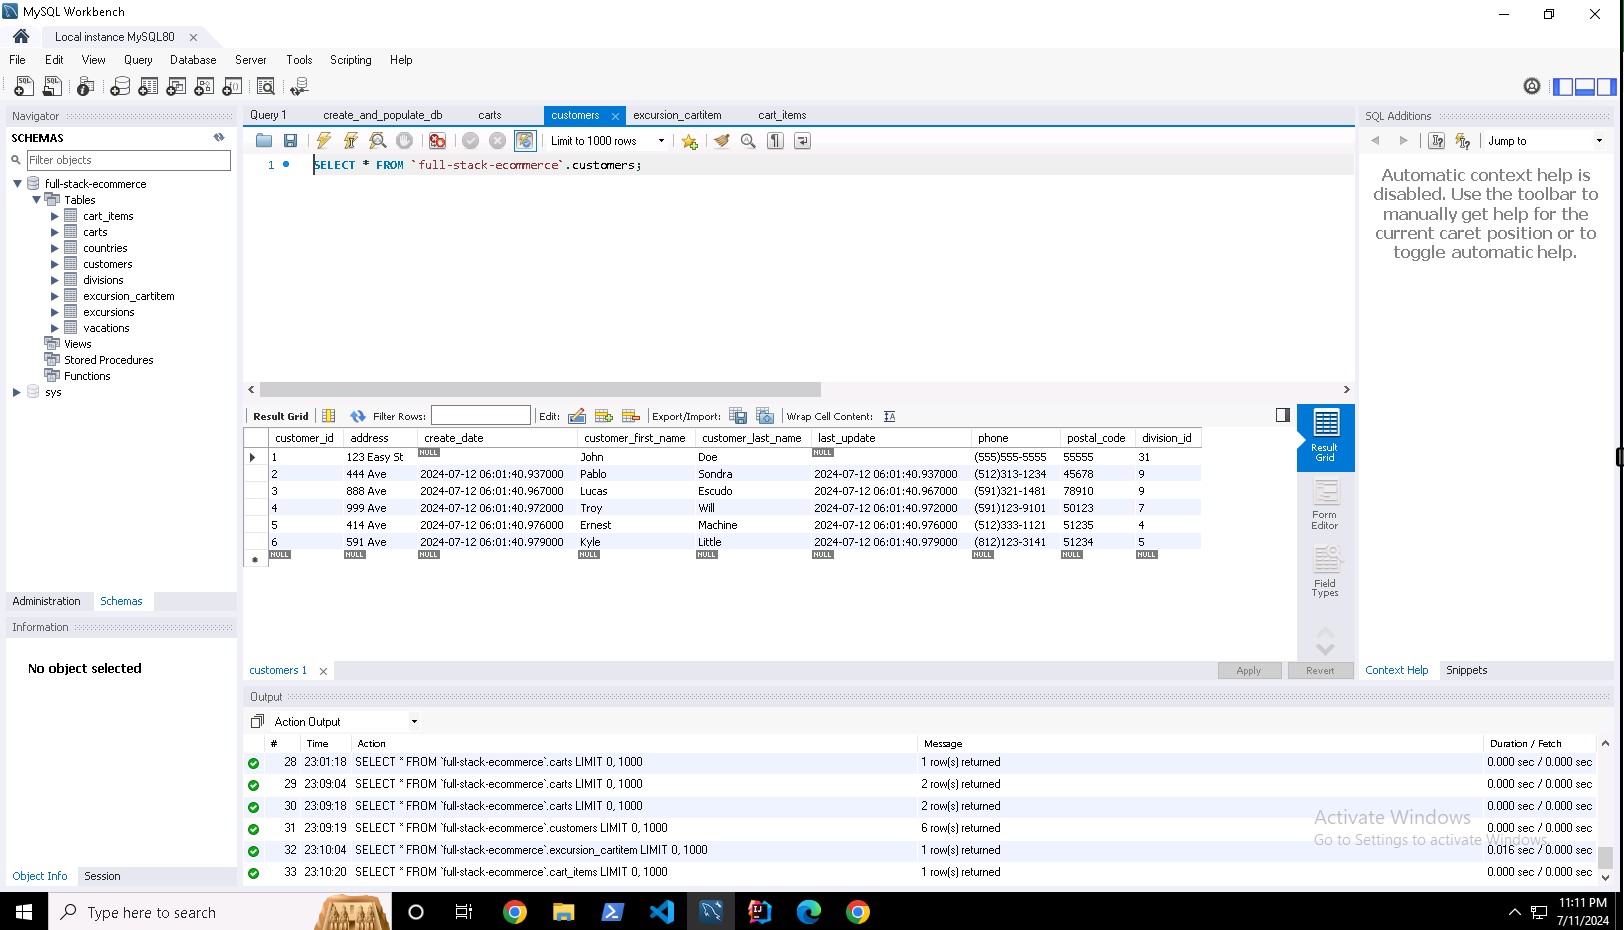 MySQL Workbench
Local instance MySQL80
File Edit View Query Database Server Tools Scripting Help
Navigator
SCHEMAS
Filter objects
full-stack-ecommerce
Tables
cart_items
carts
countries
customers
divisions
excursion_cartitem
excursions
vacations
Views
Stored Procedures
Functions
sys
Administration Schemas
Information
No object selected
Object Info Session
Query 1 create_and_populate_db carts customers excursion_cartitem cart_items
Limit to 1000 rows
1 SELECT * FROM `full-stack-ecommerce`.customers;
Result Grid Filter Rows: Edit: Export/Import: Wrap Cell Content:
customer_id address create_date customer_first_name customer_last_name last_update phone postal_code division_id
1 123 Easy St NULL John Doe NULL (555)555-5555 55555 31
2 444 Ave 2024-07-12 06:01:40.937000 Pablo Sondra 2024-07-12 06:01:40.937000 (512)313-1234 45678 9
3 888 Ave 2024-07-12 06:01:40.967000 Lucas Escudo 2024-07-12 06:01:40.967000 (591)321-1481 78910 9
4 999 Ave 2024-07-12 06:01:40.972000 Troy Will 2024-07-12 06:01:40.972000 (591)123-9101 50123 7
5 414 Ave 2024-07-12 06:01:40.976000 Ernest Machine 2024-07-12 06:01:40.976000 (512)333-1121 51235 4
6 591 Ave 2024-07-12 06:01:40.979000 Kyle Little 2024-07-12 06:01:40.979000 (812)123-3141 51234 5
NULL NULL NULL NULL NULL NULL NULL NULL NULL
Result
Grid
Form
Editor
Field
Types
customers 1 Apply Revert
SQL Additions
Jump to
Automatic context help is
disabled. Use the toolbar to
manually get help for the
current caret position or to
toggle automatic help.
Context Help Snippets
Output
Action Output
# Time Action Message Duration / Fetch
28 23:01:18 SELECT * FROM `full-stack-ecommerce`.carts LIMIT 0, 1000 1 row(s) returned 0.000 sec / 0.000 sec
29 23:09:04 SELECT * FROM `full-stack-ecommerce`.carts LIMIT 0, 1000 2 row(s) returned 0.000 sec / 0.000 sec
30 23:09:18 SELECT * FROM `full-stack-ecommerce`.carts LIMIT 0, 1000 2 row(s) returned 0.000 sec / 0.000 sec
31 23:09:19 SELECT * FROM `full-stack-ecommerce`.customers LIMIT 0, 1000 6 row(s) returned 0.000 sec / 0.000 sec
32 23:10:04 SELECT * FROM `full-stack-ecommerce`.excursion_cartitem LIMIT 0, 1000 1 row(s) returned 0.016 sec / 0.000 sec
33 23:10:20 SELECT * FROM `full-stack-ecommerce`.cart_items LIMIT 0, 1000 1 row(s) returned 0.000 sec / 0.000 sec
Activate Windows
Go to Settings to activate Windows.
Type here to search
11:11 PM
7/11/2024